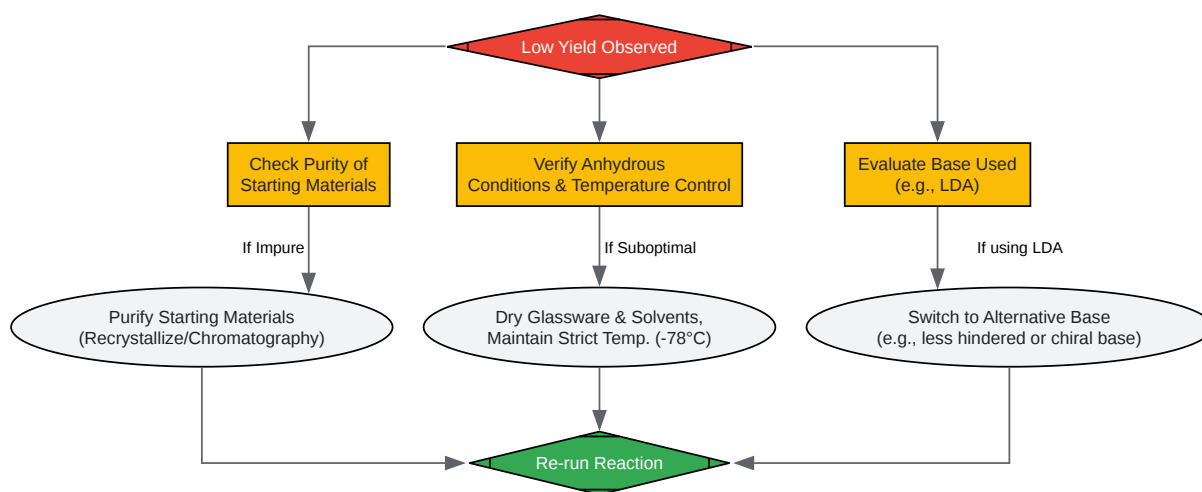 Low Yield Observed
Check Purity of
Starting Materials
Verify Anhydrous
Conditions & Temperature Control
Evaluate Base Used
(e.g., LDA)
If Impure
If Suboptimal
If using LDA
Purify Starting Materials
(Recrystallize/Chromatography)
Dry Glassware & Solvents,
Maintain Strict Temp. (-78°C)
Switch to Alternative Base
(e.g., less hindered or chiral base)
Re-run Reaction